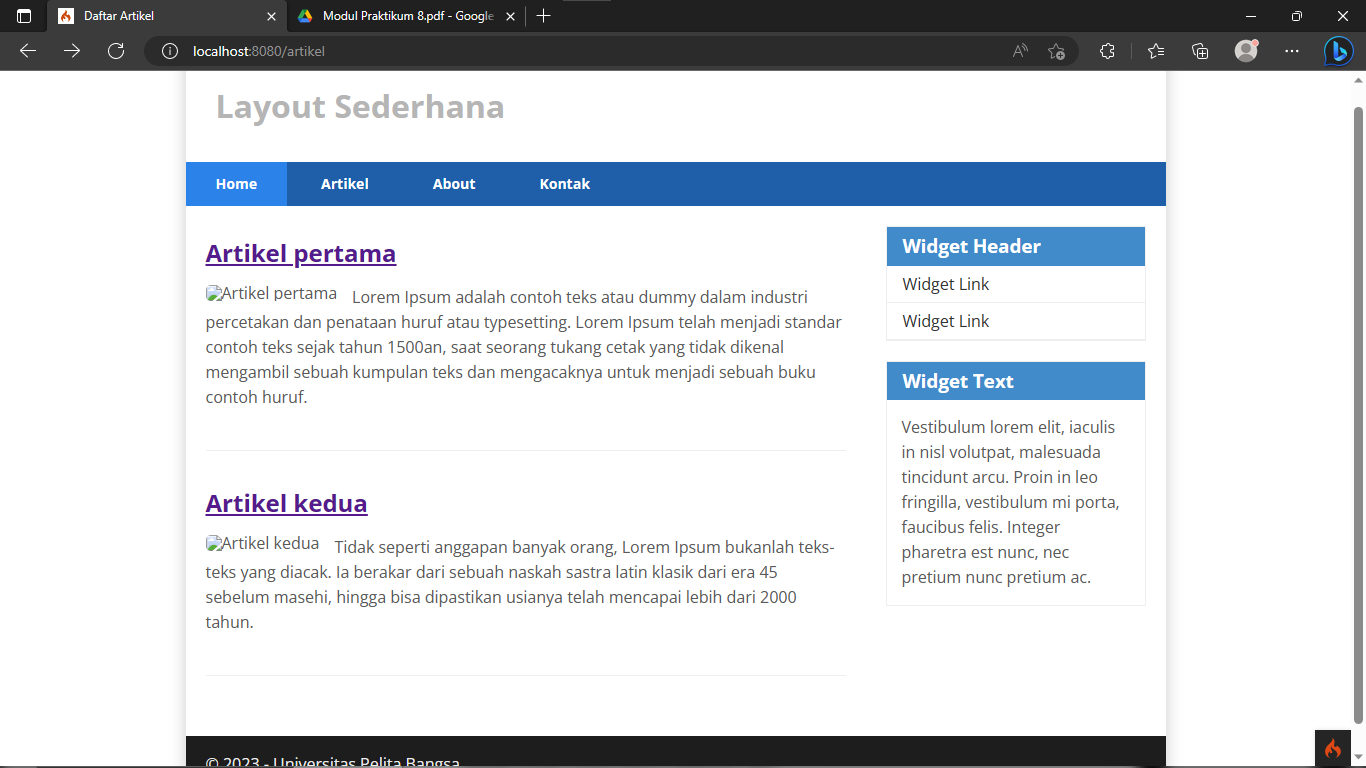 Daftar Artikel
Modul Praktikum 8.pdf - Google
localhost:8080/artikel
Layout Sederhana
Home Artikel About Kontak
Artikel pertama
Artikel pertama Lorem Ipsum adalah contoh teks atau dummy dalam industri
percetakan dan penataan huruf atau typesetting. Lorem Ipsum telah menjadi standar
contoh teks sejak tahun 1500an, saat seorang tukang cetak yang tidak dikenal
mengambil sebuah kumpulan teks dan mengacaknya untuk menjadi sebuah buku
contoh huruf.
Artikel kedua
Artikel kedua Tidak seperti anggapan banyak orang, Lorem Ipsum bukanlah teks-
teks yang diacak. Ia berakar dari sebuah naskah sastra latin klasik dari era 45
sebelum masehi, hingga bisa dipastikan usianya telah mencapai lebih dari 2000
tahun.
Widget Header
Widget Link
Widget Link
Widget Text
Vestibulum lorem elit, iaculis
in nisl volutpat, malesuada
tincidunt arcu. Proin in leo
fringilla, vestibulum mi porta,
faucibus felis. Integer
pharetra est nunc, nec
pretium nunc pretium ac.
© 2023 - Universitas Pelita Bangsa